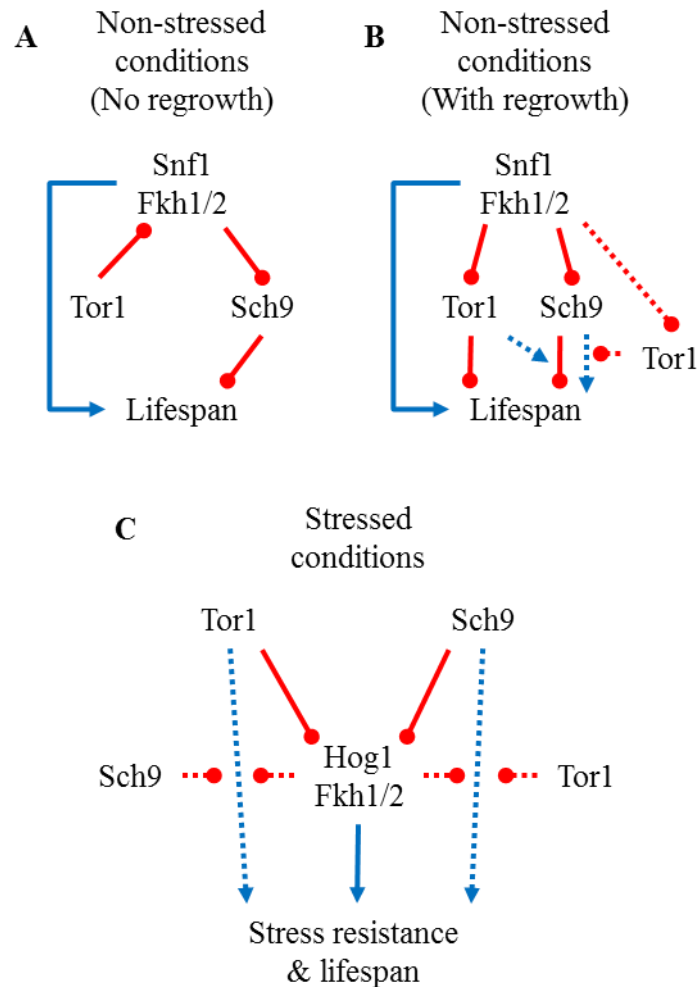 A
Non-stressed
conditions
(No regrowth)
Snf1
Fkh1/2
Tor1
Sch9
Lifespan
B
Non-stressed
conditions
(With regrowth)
Snf1
Fkh1/2
Tor1
Sch9
Tor1
Lifespan
C
Stressed
conditions
Tor1
Sch9
Sch9
Hog1
Fkh1/2
Tor1
Stress resistance
& lifespan